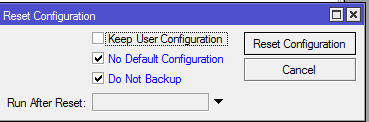 Reset Configuration
Keep User Configuration
Reset Configuration
No Default Configuration
Cancel
Do Not Backup
Run After Reset: